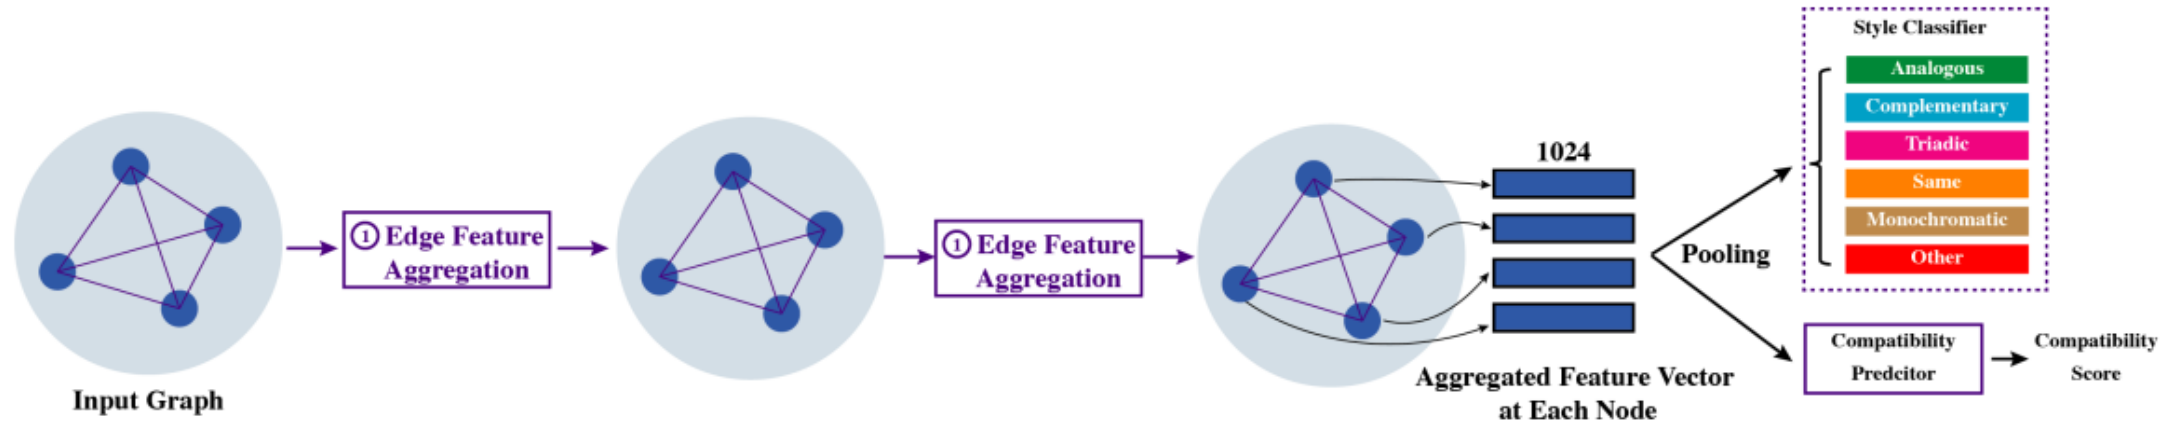 Input Graph
① Edge Feature
Aggregation
① Edge Feature
Aggregation
1024
Aggregated Feature Vector
at Each Node
Pooling
Style Classifier
Analogous
Complementary
Triadic
Same
Monochromatic
Other
Compatibility
Predcitor
Compatibility
Score